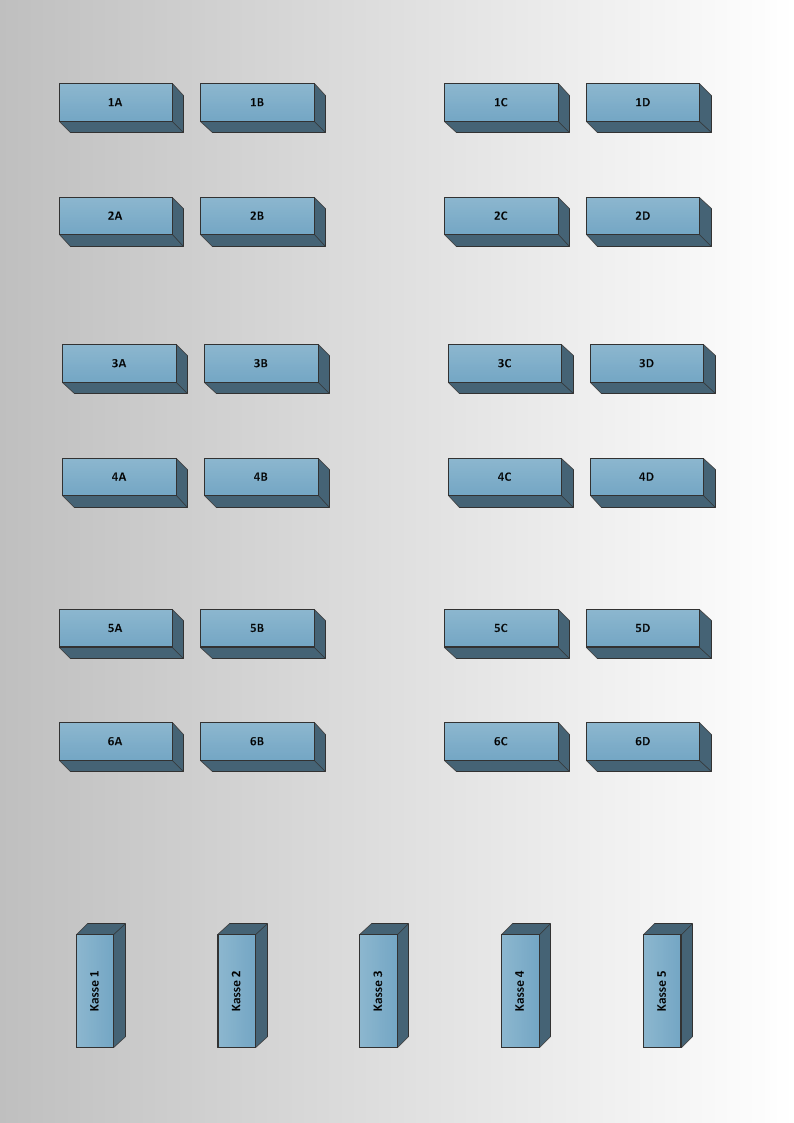 1A 1B 1C 1D
2A 2B 2C 2D
3A 3B 3C 3D
4A 4B 4C 4D
5A 5B 5C 5D
6A 6B 6C 6D
Kasse 1
Kasse 2
Kasse 3
Kasse 4
Kasse 5